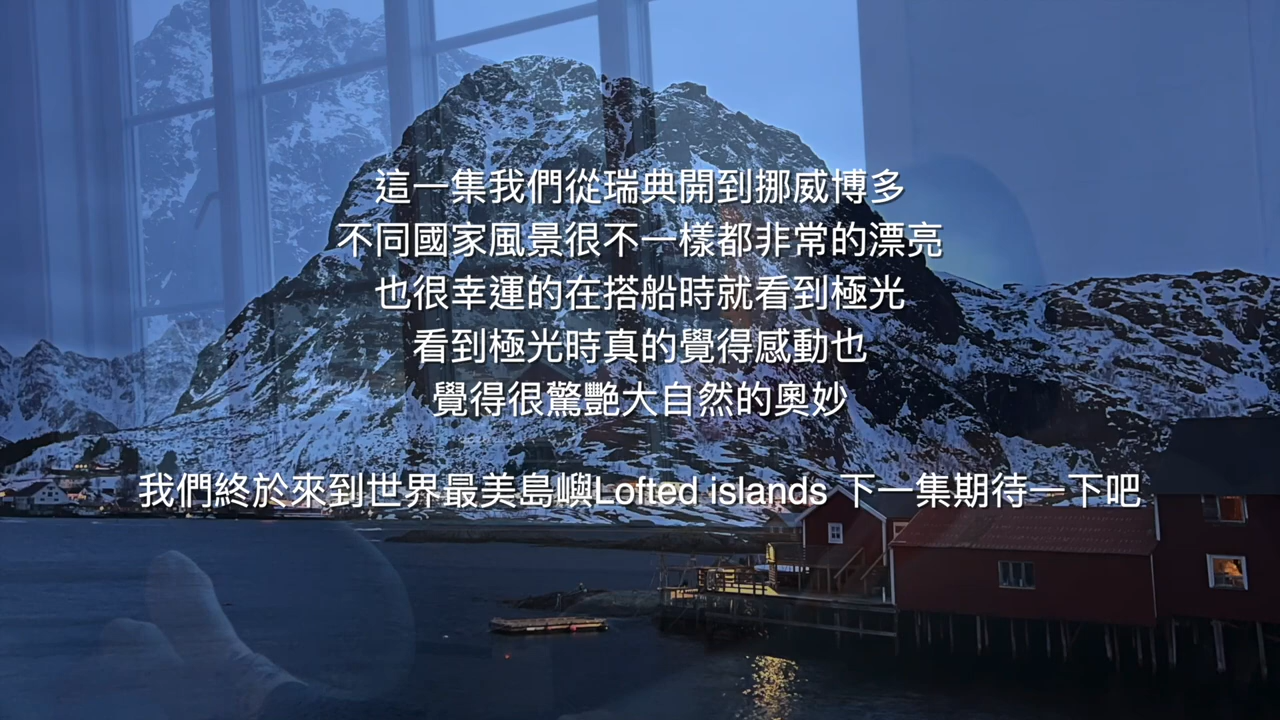 這一集我們從瑞典開到挪威博多
不同國家風景很不一樣都非常的漂亮
也很幸運的在搭船時就看到極光
看到極光時真的覺得感動也
覺得很驚艷大自然的奧妙
我們終於來到世界最美島嶼Lofted islands 下一集期待一下吧